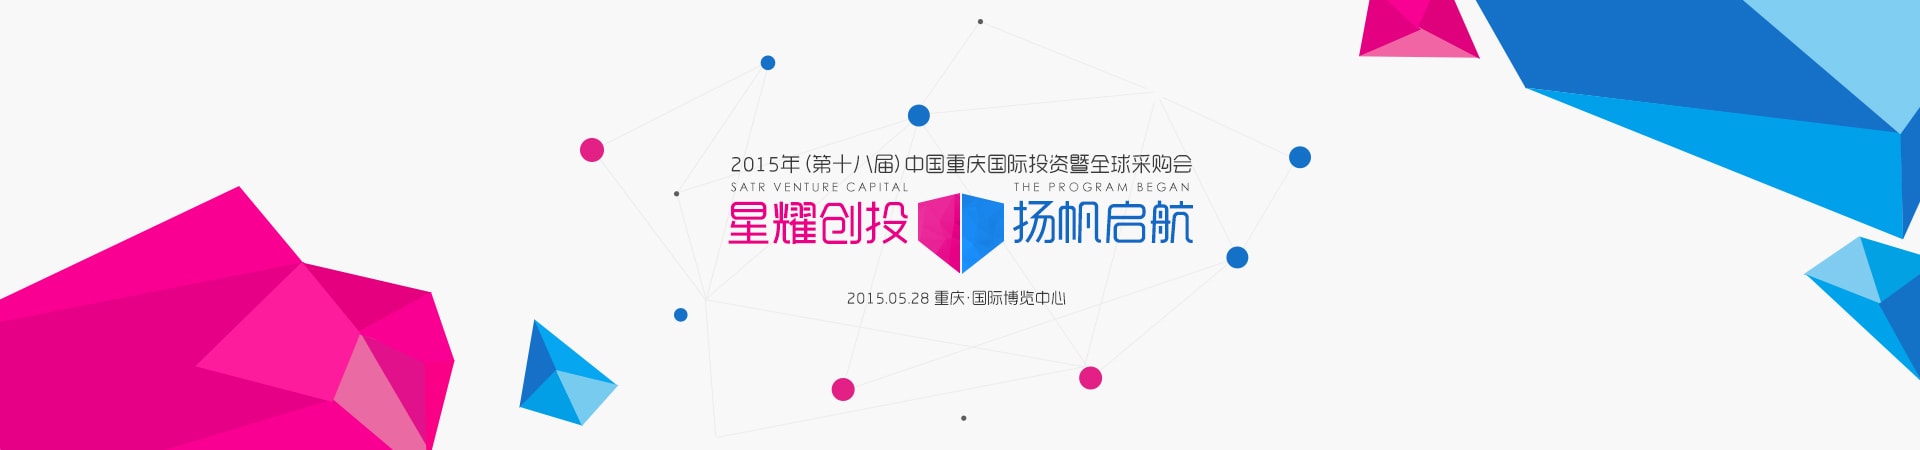 2015年(第十八届)中国重庆国际投资暨全球采购会
SATR VENTURE CAPITAL THE PROGRAM BEGAN
星耀创投 扬帆启航
2015.05.28 重庆·国际博览中心